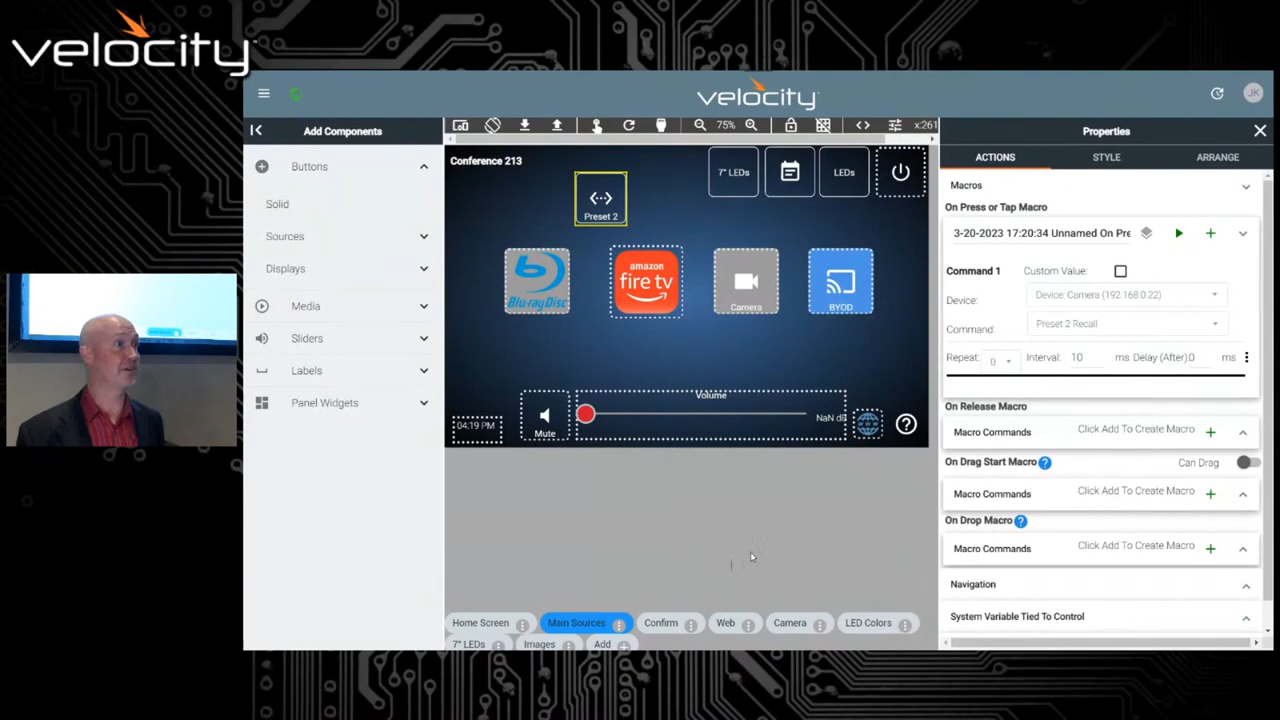 velocity
velocity
JK
Add Components
Buttons
Solid
Sources
Displays
Media
Sliders
Labels
Panel Widgets
75%
x:261
Conference 213
7" LEDs
LEDs
Preset 2
Blu-ray Disc
amazon
fire tv
Camera
BYOD
Volume
NaN dB
04:19 PM
Mute
WWW
Home Screen
Main Sources
Confirm
Web
Camera
LED Colors
7" LEDs
Images
Add
Properties
ACTIONS
STYLE
ARRANGE
Macros
On Press or Tap Macro
3-20-2023 17:20:34 Unnamed On Pre
Command 1
Custom Value:
Device:
Device: Camera (192.168.0.22)
Command:
Preset 2 Recall
Repeat: 0
Interval: 10 ms
Delay (After):0 ms
On Release Macro
Macro Commands
Click Add To Create Macro
On Drag Start Macro
Can Drag
Macro Commands
Click Add To Create Macro
On Drop Macro
Macro Commands
Click Add To Create Macro
Navigation
System Variable Tied To Control